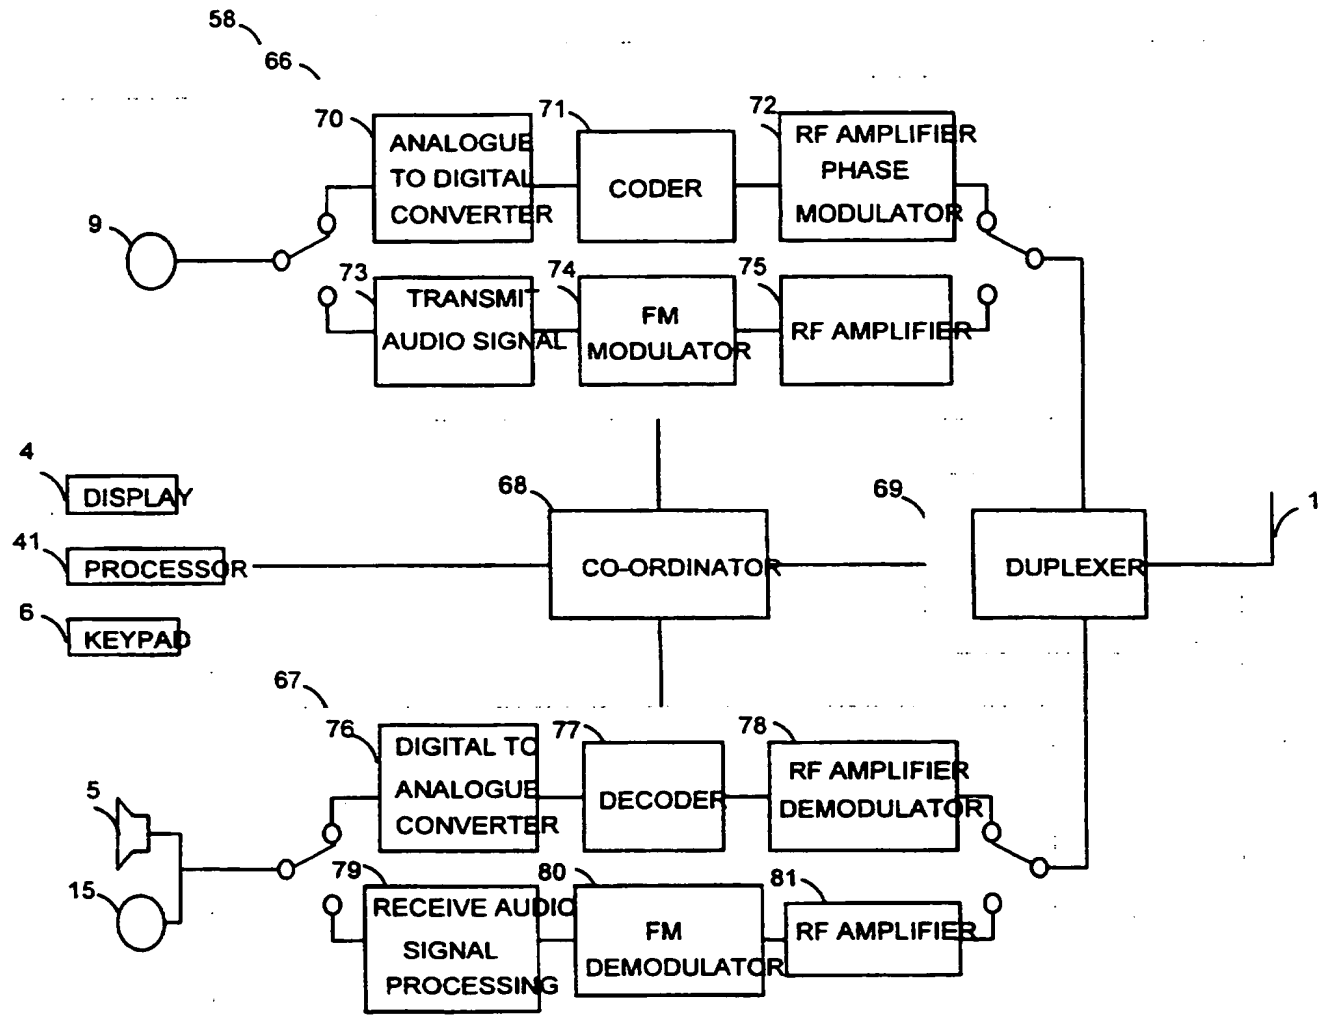 58
66
70
71
72
ANALOGUE
TO DIGITAL
CONVERTER
CODER
RF AMPLIFIER
PHASE
MODULATOR
9
73
74
75
TRANSMIT
AUDIO SIGNAL
FM
MODULATOR
RF AMPLIFIER
4
DISPLAY
41
PROCESSOR
6
KEYPAD
68
CO-ORDINATOR
69
DUPLEXER
1
67
76
77
78
DIGITAL TO
ANALOGUE
CONVERTER
DECODER
RF AMPLIFIER
DEMODULATOR
5
15
79
80
81
RECEIVE AUDIO
SIGNAL
PROCESSING
FM
DEMODULATOR
RF AMPLIFIER